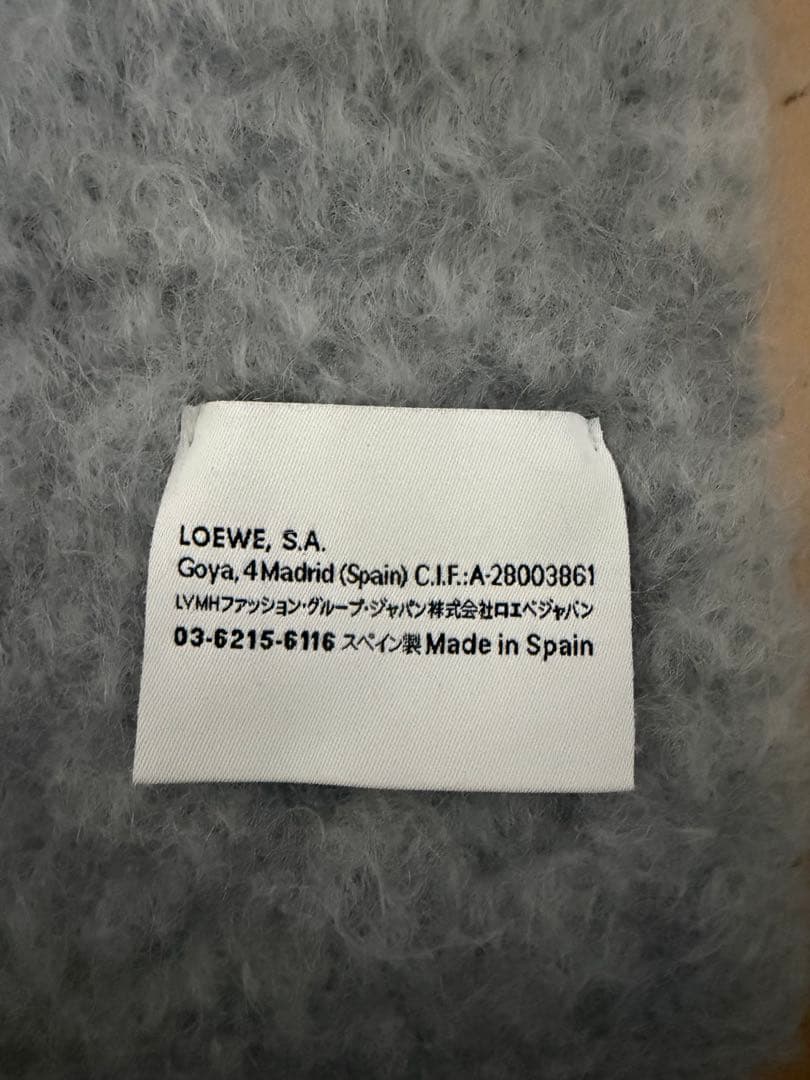 LOEWE, S.A.
Goya, 4 Madrid (Spain) C.I.F.:A-28003861
LVMHファッション・グループ・ジャパン株式会社ロエベジャパン
03-6215-6116 スペイン製 Made in Spain